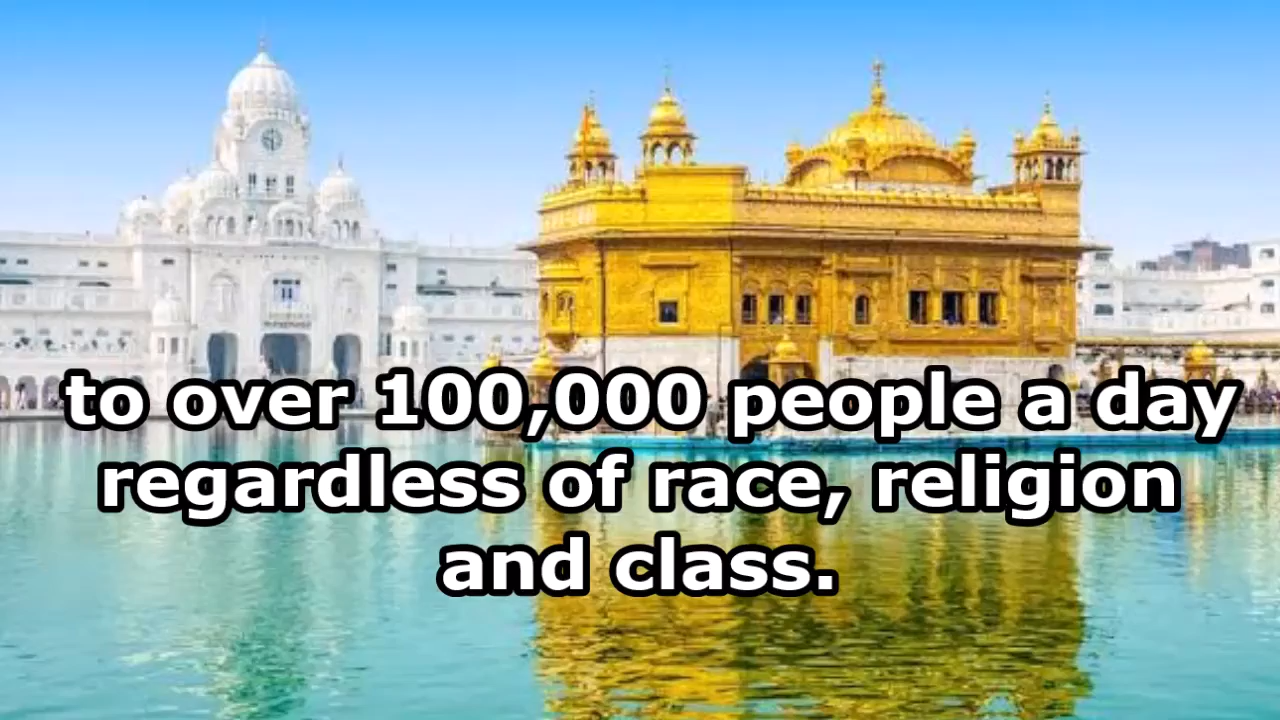 to over 100,000 people a day
regardless of race, religion
and class.